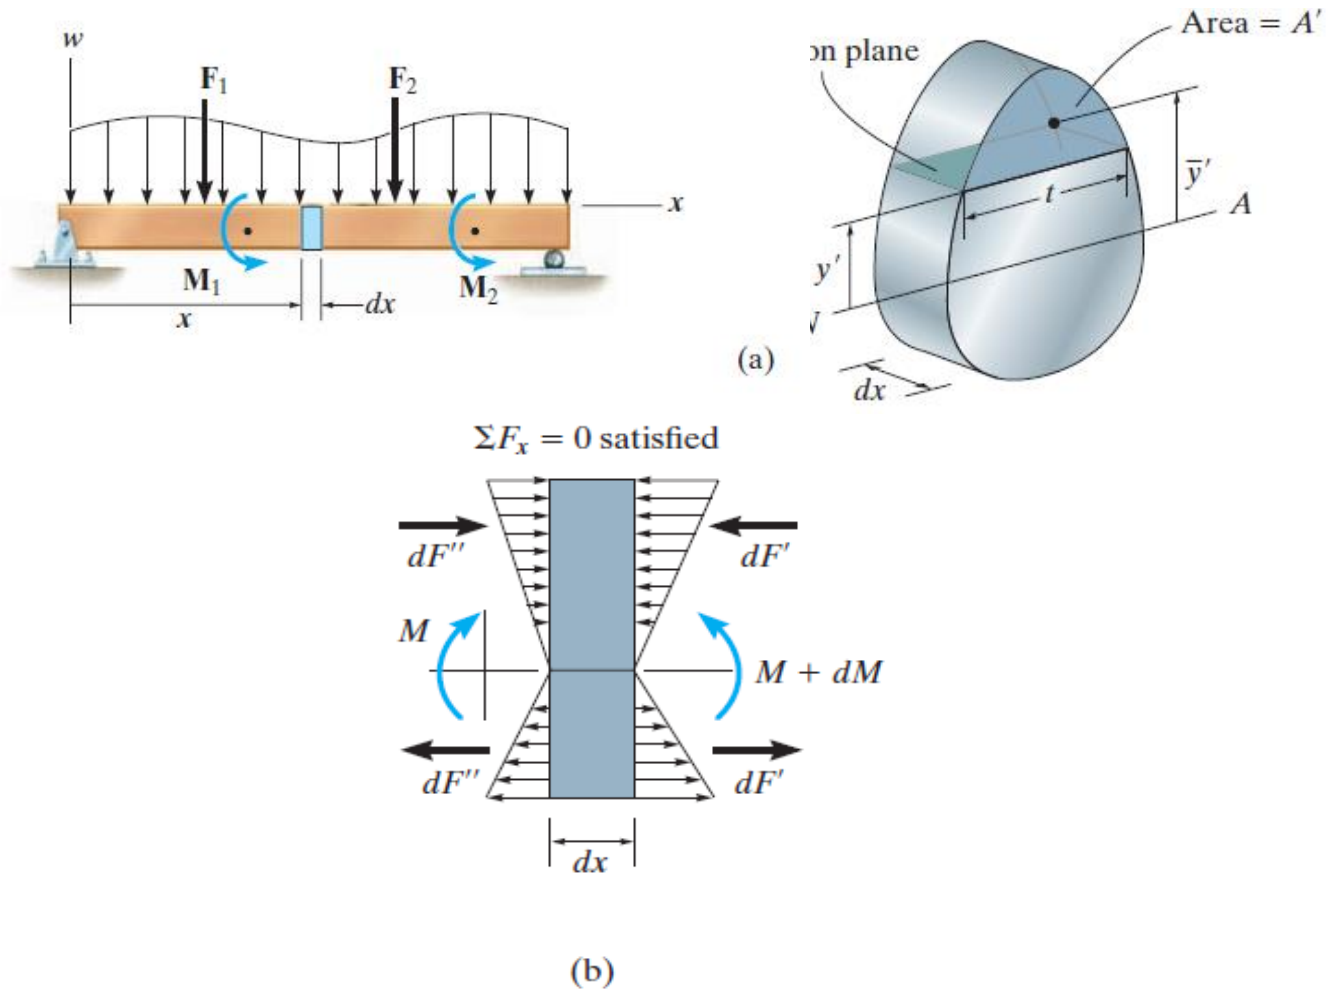 w
F₁
F₂
x
M₁
M₂
x
dx
(a)
on plane
Area = A'
t
ȳ'
A
y'
dx
ΣFₓ = 0 satisfied
dF''
dF'
M
M + dM
dF''
dF'
dx
(b)